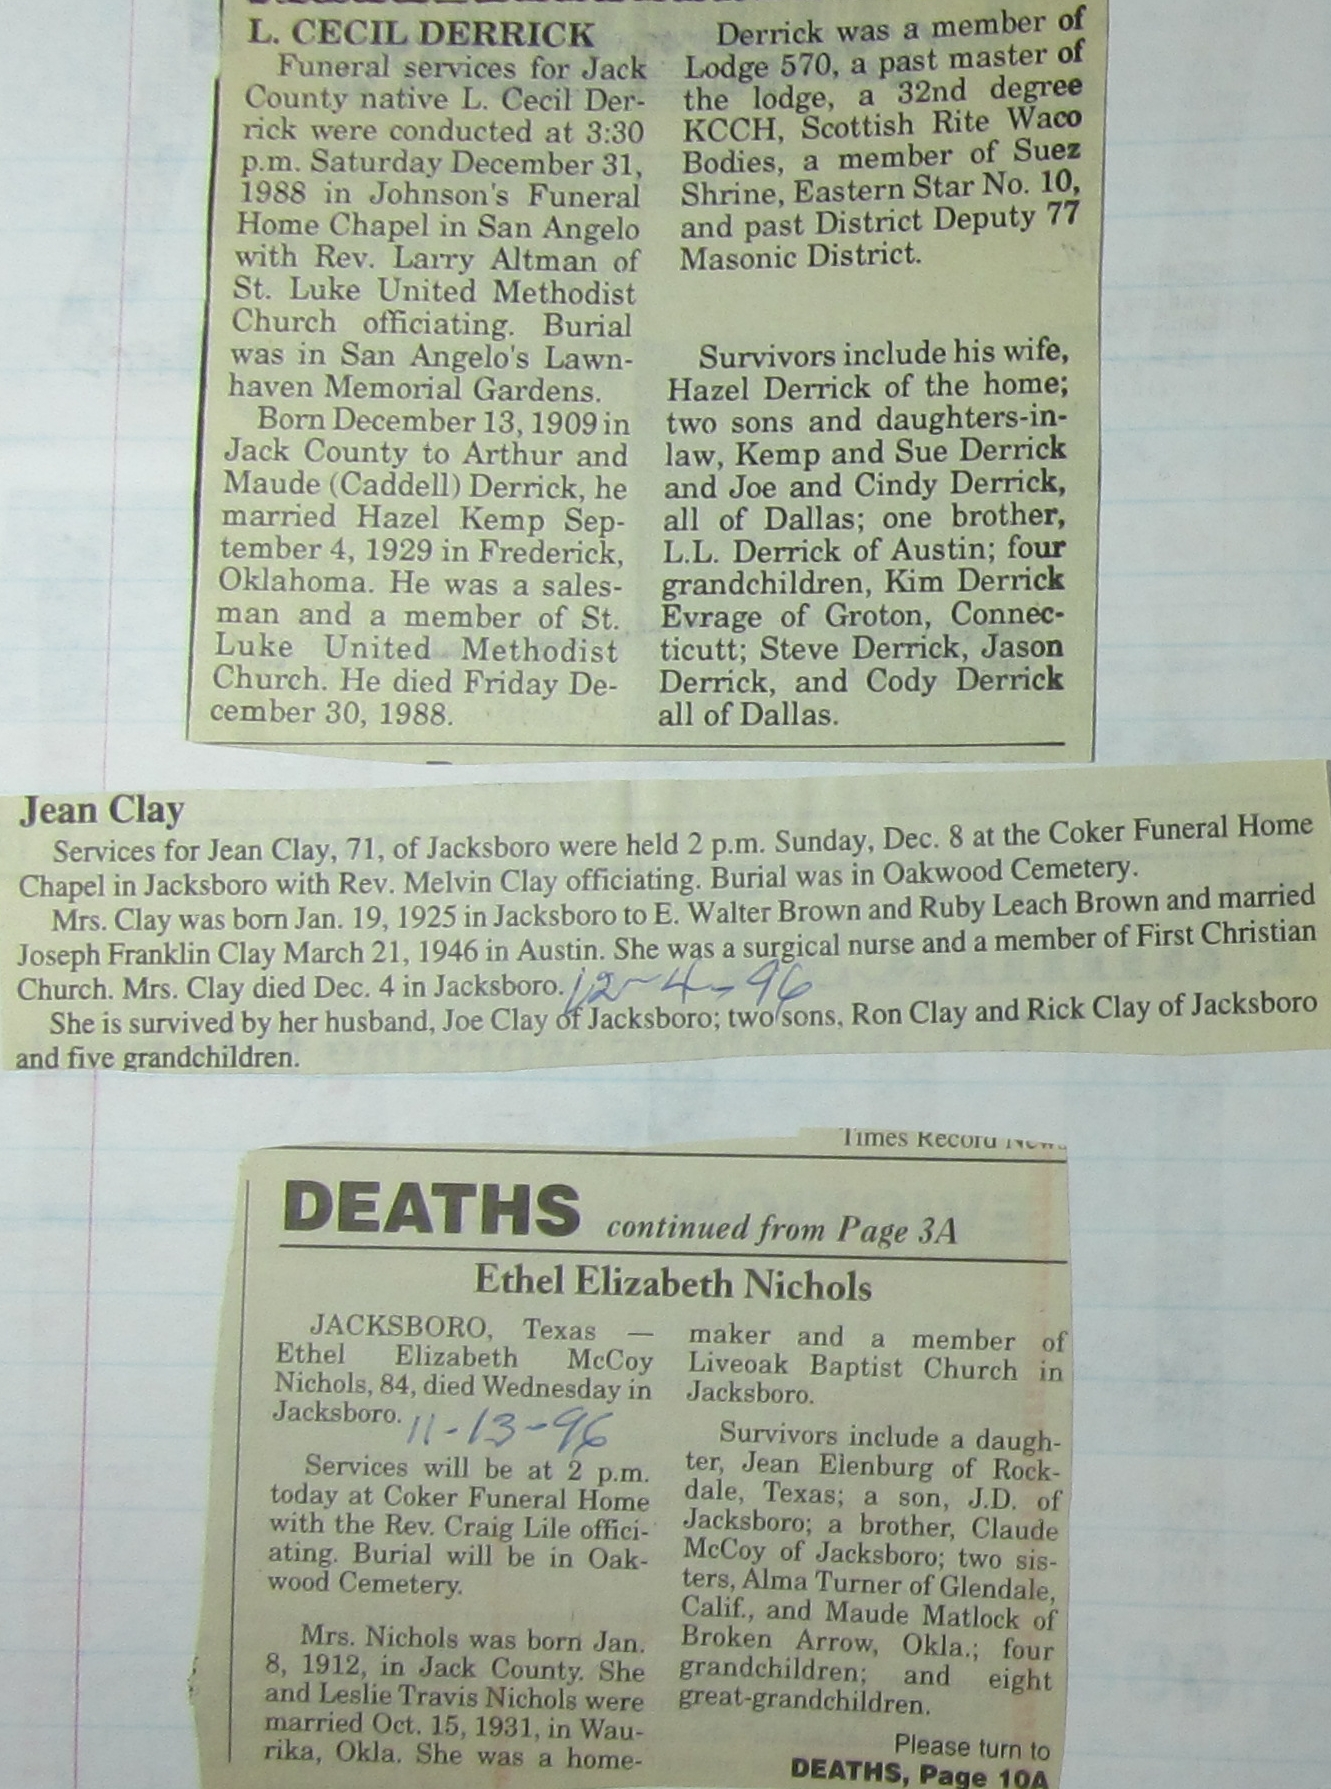 L. CECIL DERRICK
Funeral services for Jack
County native L. Cecil Der-
rick were conducted at 3:30
p.m. Saturday December 31,
1988 in Johnson's Funeral
Home Chapel in San Angelo
with Rev. Larry Altman of
St. Luke United Methodist
Church officiating. Burial
was in San Angelo's Lawn-
haven Memorial Gardens.
Born December 13, 1909 in
Jack County to Arthur and
Maude (Caddell) Derrick, he
married Hazel Kemp Sep-
tember 4, 1929 in Frederick,
Oklahoma. He was a sales-
man and a member of St.
Luke United Methodist
Church. He died Friday De-
cember 30, 1988.
Derrick was a member of
Lodge 570, a past master of
the lodge, a 32nd degree
KCCH, Scottish Rite Waco
Bodies, a member of Suez
Shrine, Eastern Star No. 10,
and past District Deputy 77
Masonic District.
Survivors include his wife,
Hazel Derrick of the home;
two sons and daughters-in-
law, Kemp and Sue Derrick
and Joe and Cindy Derrick,
all of Dallas; one brother,
L.L. Derrick of Austin; four
grandchildren, Kim Derrick
Evrage of Groton, Connec-
ticutt; Steve Derrick, Jason
Derrick, and Cody Derrick
all of Dallas.
Jean Clay
Services for Jean Clay, 71, of Jacksboro were held 2 p.m. Sunday, Dec. 8 at the Coker Funeral Home
Chapel in Jacksboro with Rev. Melvin Clay officiating. Burial was in Oakwood Cemetery.
Mrs. Clay was born Jan. 19, 1925 in Jacksboro to E. Walter Brown and Ruby Leach Brown and married
Joseph Franklin Clay March 21, 1946 in Austin. She was a surgical nurse and a member of First Christian
Church. Mrs. Clay died Dec. 4 in Jacksboro. 12-4-96
She is survived by her husband, Joe Clay of Jacksboro; two sons, Ron Clay and Rick Clay of Jacksboro
and five grandchildren.
Times Record News
DEATHS continued from Page 3A
Ethel Elizabeth Nichols
JACKSBORO, Texas —
Ethel Elizabeth McCoy
Nichols, 84, died Wednesday in
Jacksboro. 11-13-96
Services will be at 2 p.m.
today at Coker Funeral Home
with the Rev. Craig Lile offici-
ating. Burial will be in Oak-
wood Cemetery.
Mrs. Nichols was born Jan.
8, 1912, in Jack County. She
and Leslie Travis Nichols were
married Oct. 15, 1931, in Wau-
rika, Okla. She was a home-
maker and a member of
Liveoak Baptist Church in
Jacksboro.
Survivors include a daugh-
ter, Jean Elenburg of Rock-
dale, Texas; a son, J.D. of
Jacksboro; a brother, Claude
McCoy of Jacksboro; two sis-
ters, Alma Turner of Glendale,
Calif., and Maude Matlock of
Broken Arrow, Okla.; four
grandchildren; and eight
great-grandchildren.
Please turn to
DEATHS, Page 10A